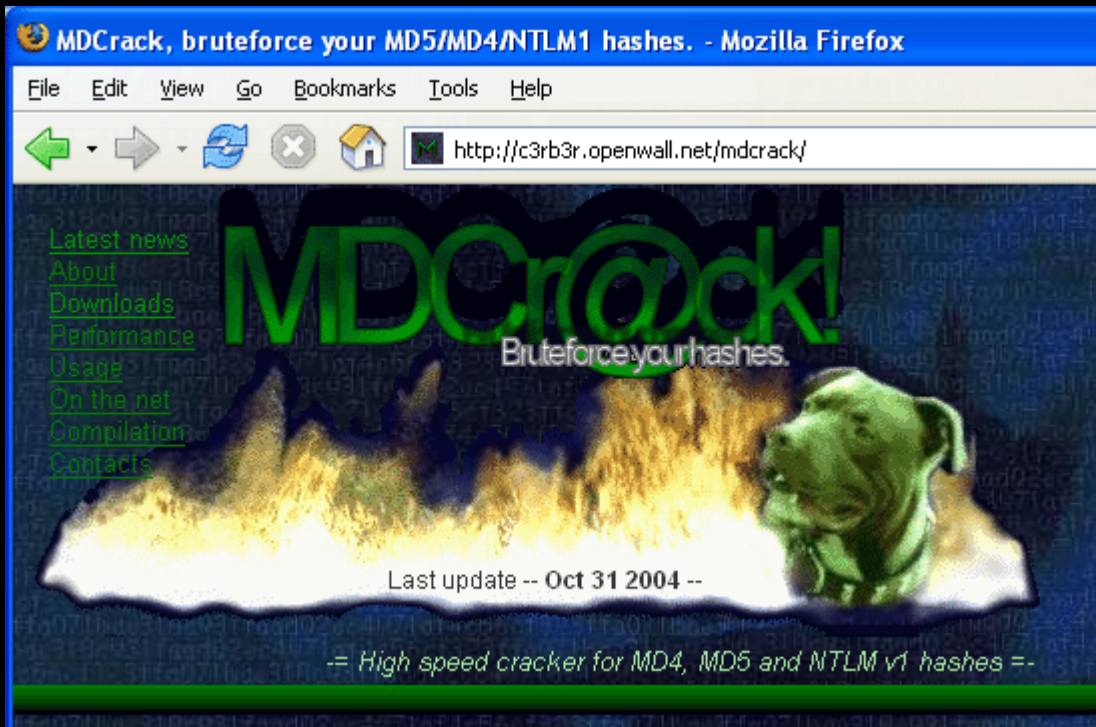 MDCrack, bruteforce your MD5/MD4/NTLM1 hashes. - Mozilla Firefox
File Edit View Go Bookmarks Tools Help
http://c3rb3r.openwall.net/mdcrack/
MDCr@ck!
Bruteforce your hashes.
Latest news
About
Downloads
Performance
Usage
On the net
Compilation
Contacts
Last update -- Oct 31 2004 --
-= High speed cracker for MD4, MD5 and NTLM v1 hashes =-